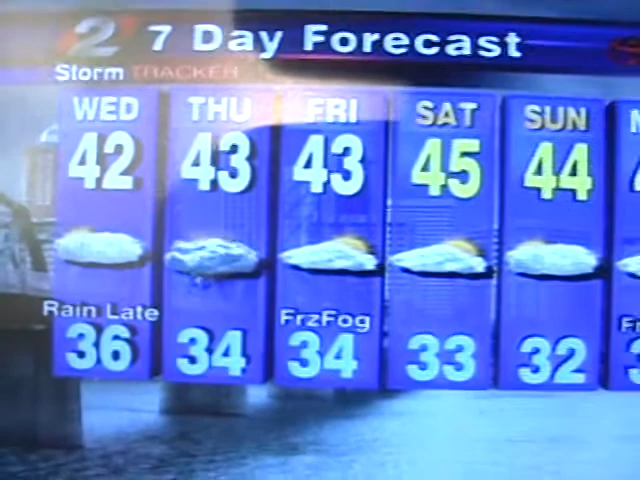 2 7 Day Forecast
Storm TRACKER
WED THU FRI SAT SUN
42 43 43 45 44
Rain Late FrzFog
36 34 34 33 32